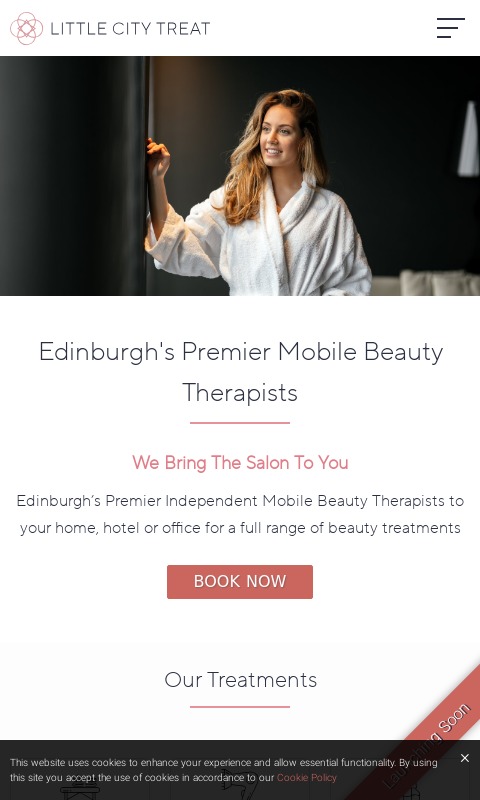 LITTLE CITY TREAT
Edinburgh's Premier Mobile Beauty
Therapists
We Bring The Salon To You
Edinburgh’s Premier Independent Mobile Beauty Therapists to
your home, hotel or office for a full range of beauty treatments
BOOK NOW
Our Treatments
Launching Soon
This website uses cookies to enhance your experience and allow essential functionality. By using
this site you accept the use of cookies in accordance to our Cookie Policy